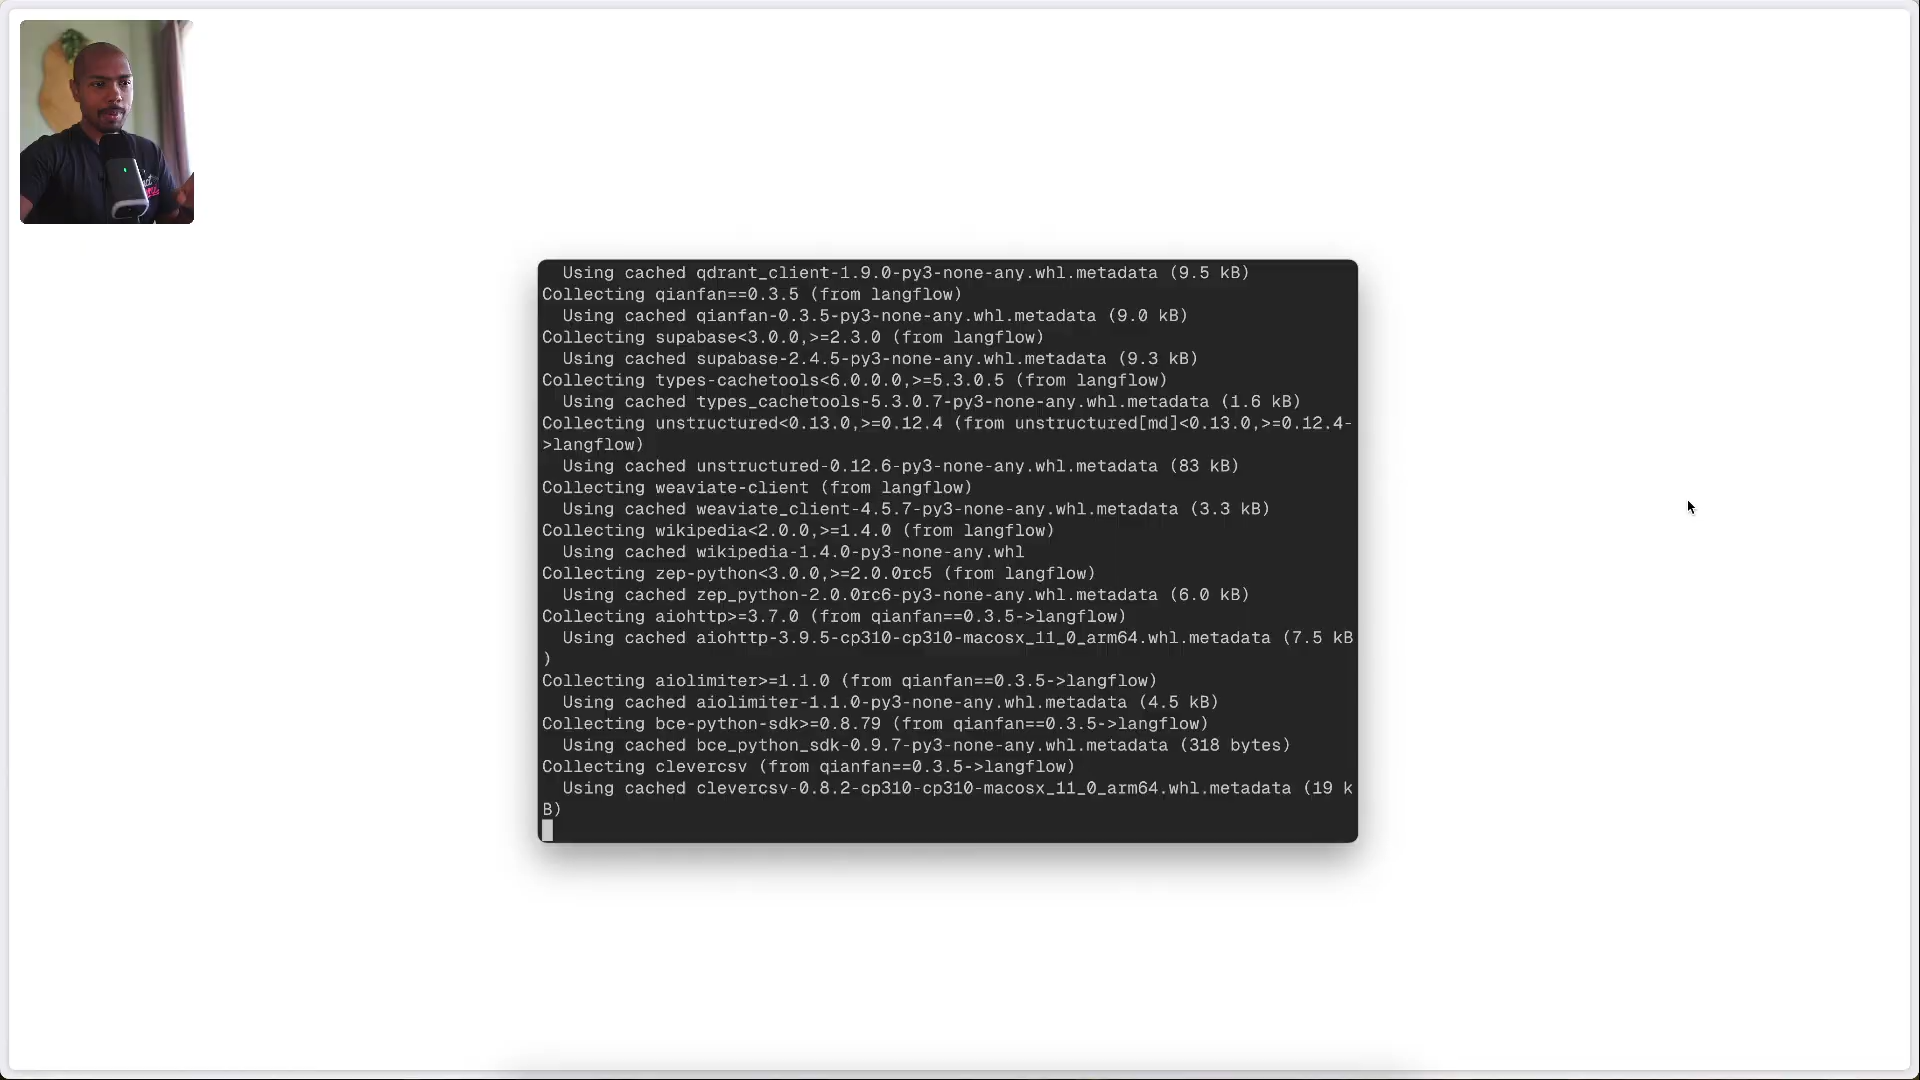 Using cached qdrant_client-1.9.0-py3-none-any.whl.metadata (9.5 kB)
Collecting qianfan==0.3.5 (from langflow)
Using cached qianfan-0.3.5-py3-none-any.whl.metadata (9.0 kB)
Collecting supabase<3.0.0,>=2.3.0 (from langflow)
Using cached supabase-2.4.5-py3-none-any.whl.metadata (9.3 kB)
Collecting types-cachetools<6.0.0.0,>=5.3.0.5 (from langflow)
Using cached types_cachetools-5.3.0.7-py3-none-any.whl.metadata (1.6 kB)
Collecting unstructured<0.13.0,>=0.12.4 (from unstructured[md]<0.13.0,>=0.12.4-
>langflow)
Using cached unstructured-0.12.6-py3-none-any.whl.metadata (83 kB)
Collecting weaviate-client (from langflow)
Using cached weaviate_client-4.5.7-py3-none-any.whl.metadata (3.3 kB)
Collecting wikipedia<2.0.0,>=1.4.0 (from langflow)
Using cached wikipedia-1.4.0-py3-none-any.whl
Collecting zep-python<3.0.0,>=2.0.0rc5 (from langflow)
Using cached zep_python-2.0.0rc6-py3-none-any.whl.metadata (6.0 kB)
Collecting aiohttp>=3.7.0 (from qianfan==0.3.5->langflow)
Using cached aiohttp-3.9.5-cp310-cp310-macosx_11_0_arm64.whl.metadata (7.5 kB
)
Collecting aiolimiter>=1.1.0 (from qianfan==0.3.5->langflow)
Using cached aiolimiter-1.1.0-py3-none-any.whl.metadata (4.5 kB)
Collecting bce-python-sdk>=0.8.79 (from qianfan==0.3.5->langflow)
Using cached bce_python_sdk-0.9.7-py3-none-any.whl.metadata (318 bytes)
Collecting clevercsv (from qianfan==0.3.5->langflow)
Using cached clevercsv-0.8.2-cp310-cp310-macosx_11_0_arm64.whl.metadata (19 k
B)